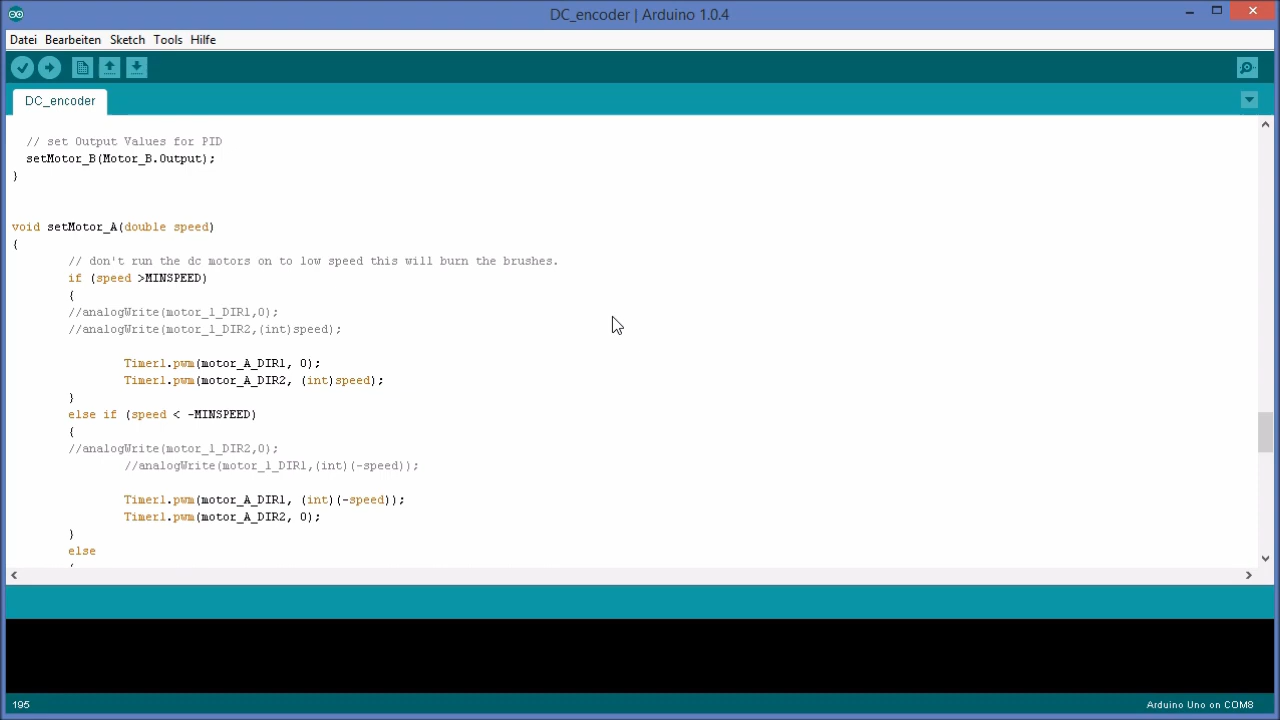 DC_encoder | Arduino 1.0.4
Datei Bearbeiten Sketch Tools Hilfe
DC_encoder
// set Output Values for PID
setMotor_B(Motor_B.Output);
}
void setMotor_A(double speed)
{
// don't run the dc motors on to low speed this will burn the brushes.
if (speed >MINSPEED)
{
//analogWrite(motor_1_DIR1,0);
//analogWrite(motor_1_DIR2,(int)speed);
Timer1.pwm(motor_A_DIR1, 0);
Timer1.pwm(motor_A_DIR2, (int)speed);
}
else if (speed < -MINSPEED)
{
//analogWrite(motor_1_DIR2,0);
//analogWrite(motor_1_DIR1,(int)(-speed));
Timer1.pwm(motor_A_DIR1, (int)(-speed));
Timer1.pwm(motor_A_DIR2, 0);
}
else
{
195
Arduino Uno on COM8